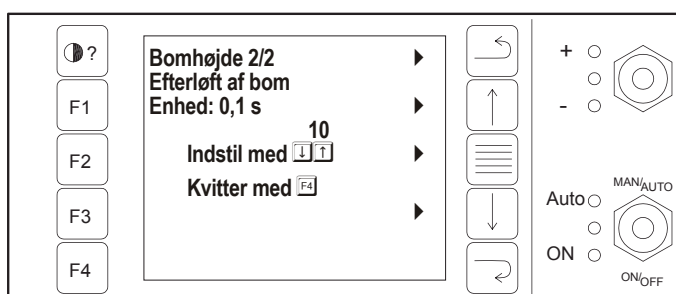 ?
F1
F2
F3
F4
Bomhøjde 2/2
Efterløft af bom
Enhed: 0,1 s
10
Indstil med ↓ ↑
Kvitter med F4
+
-
MAN/AUTO
Auto
ON
ON/OFF